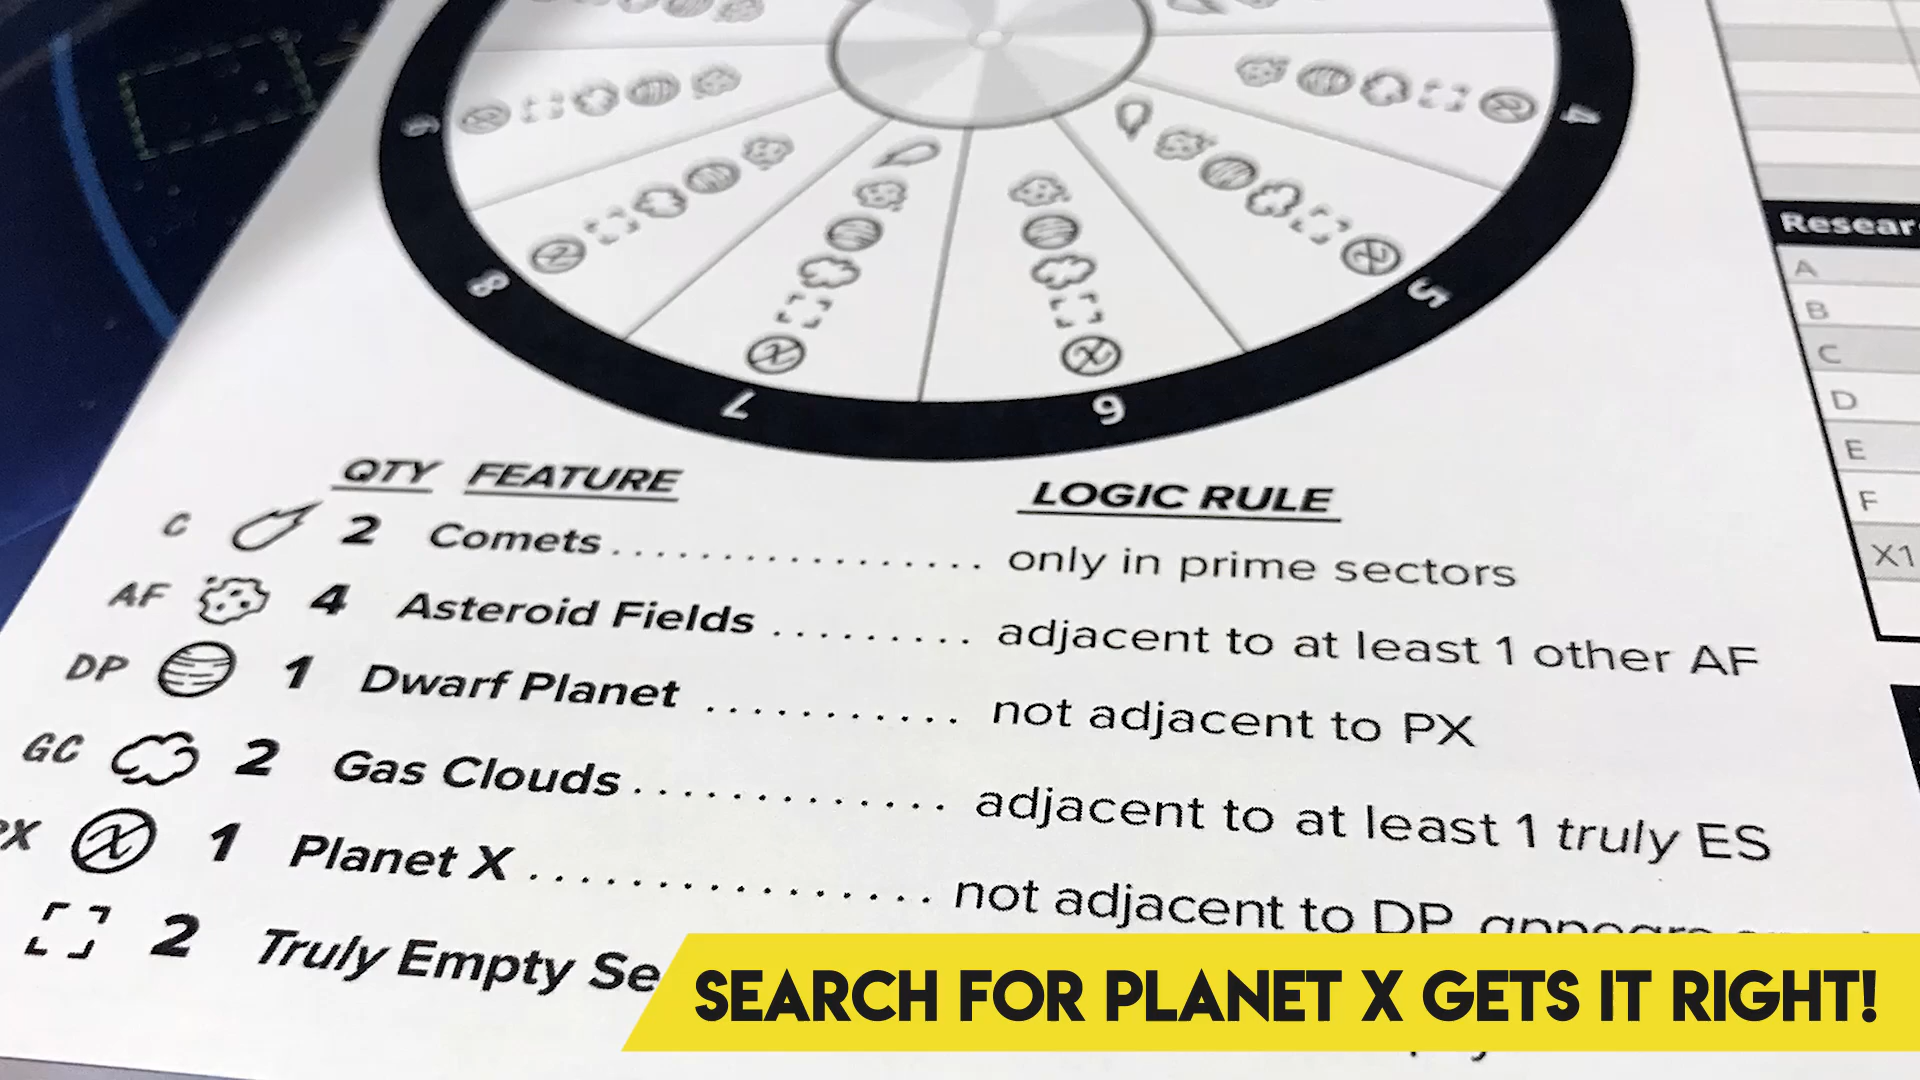 9
4
8
5
7
6
Resear
A
B
C
D
E
F
X1
QTY FEATURE LOGIC RULE
C 2 Comets................. only in prime sectors
AF 4 Asteroid Fields ......... adjacent to at least 1 other AF
DP 1 Dwarf Planet ........... not adjacent to PX
GC 2 Gas Clouds............. adjacent to at least 1 truly ES
PX 1 Planet X ................. not adjacent to DP
2 Truly Empty Se
SEARCH FOR PLANET X GETS IT RIGHT!